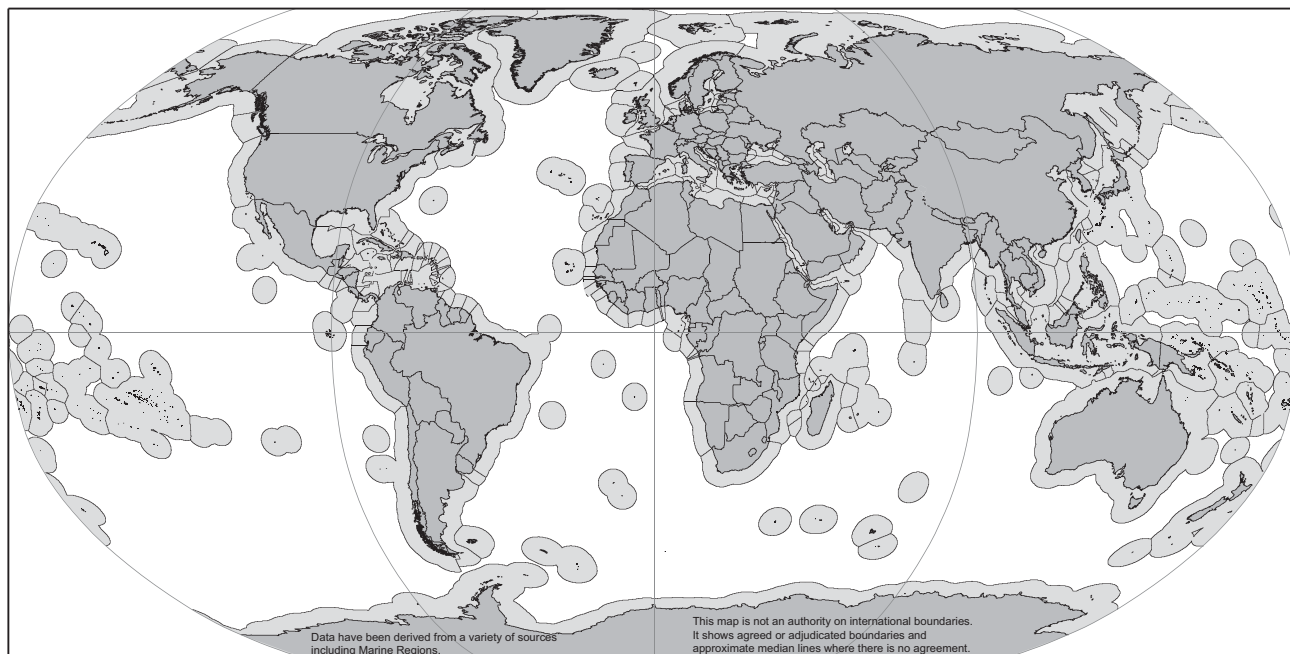 Data have been derived from a variety of sources
including Marine Regions.
This map is not an authority on international boundaries.
It shows agreed or adjudicated boundaries and
approximate median lines where there is no agreement.